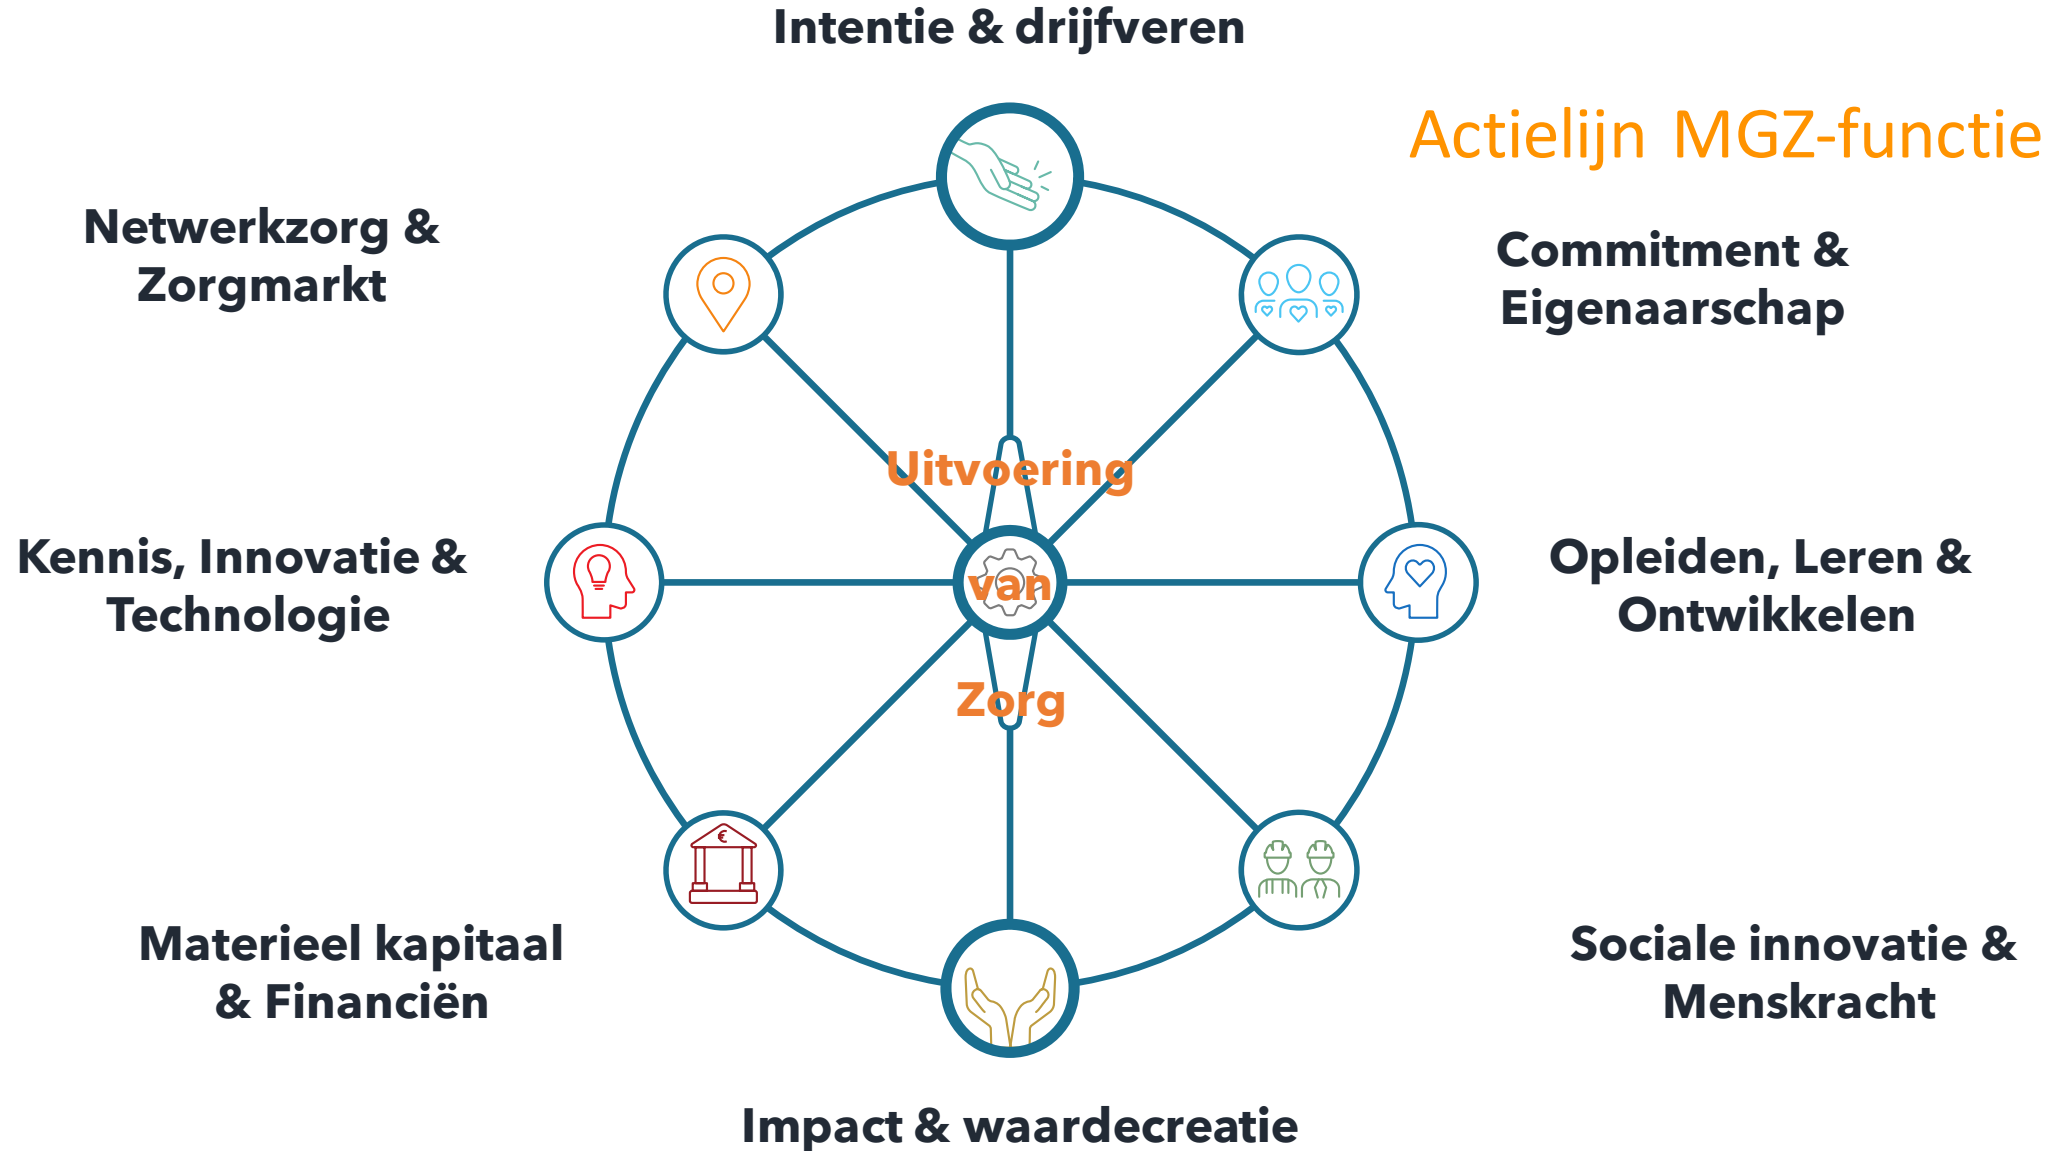 Intentie & drijfveren
Actielijn MGZ-functie
Netwerkzorg &
Zorgmarkt
Commitment &
Eigenaarschap
Uitvoering
van
Zorg
Kennis, Innovatie &
Technologie
Opleiden, Leren &
Ontwikkelen
€
Materieel kapitaal
& Financiën
Sociale innovatie &
Menskracht
Impact & waardecreatie